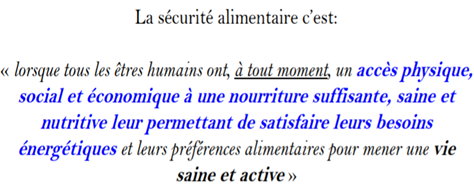 La sécurité alimentaire c’est:
« lorsque tous les êtres humains ont, à tout moment, un accès physique,
social et économique à une nourriture suffisante, saine et
nutritive leur permettant de satisfaire leurs besoins
énergétiques et leurs préférences alimentaires pour mener une vie
saine et active »